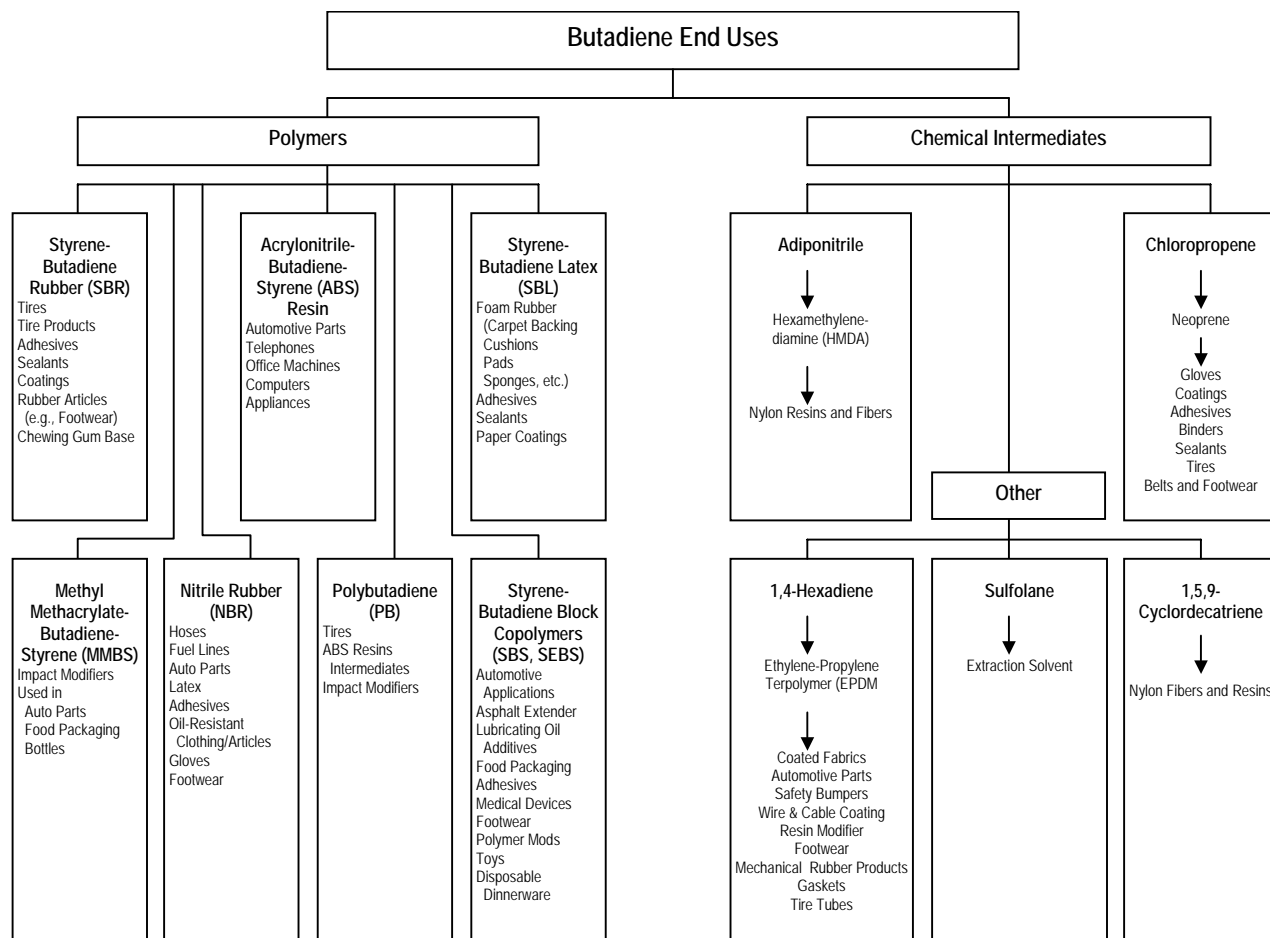 Butadiene End Uses
Polymers
Chemical Intermediates
Styrene-
Butadiene
Rubber (SBR)
Tires
Tire Products
Adhesives
Sealants
Coatings
Rubber Articles
(e.g., Footwear)
Chewing Gum Base
Acrylonitrile-
Butadiene-
Styrene (ABS)
Resin
Automotive Parts
Telephones
Office Machines
Computers
Appliances
Styrene-
Butadiene Latex
(SBL)
Foam Rubber
(Carpet Backing
Cushions
Pads
Sponges, etc.)
Adhesives
Sealants
Paper Coatings
Adiponitrile
Hexamethylene-
diamine (HMDA)
Nylon Resins and Fibers
Chloropropene
Neoprene
Gloves
Coatings
Adhesives
Binders
Sealants
Tires
Belts and Footwear
Other
Methyl
Methacrylate-
Butadiene-
Styrene (MMBS)
Impact Modifiers
Used in
Auto Parts
Food Packaging
Bottles
Nitrile Rubber
(NBR)
Hoses
Fuel Lines
Auto Parts
Latex
Adhesives
Oil-Resistant
Clothing/Articles
Gloves
Footwear
Polybutadiene
(PB)
Tires
ABS Resins
Intermediates
Impact Modifiers
Styrene-
Butadiene Block
Copolymers
(SBS, SEBS)
Automotive
Applications
Asphalt Extender
Lubricating Oil
Additives
Food Packaging
Adhesives
Medical Devices
Footwear
Polymer Mods
Toys
Disposable
Dinnerware
1,4-Hexadiene
Ethylene-Propylene
Terpolymer (EPDM
Coated Fabrics
Automotive Parts
Safety Bumpers
Wire & Cable Coating
Resin Modifier
Footwear
Mechanical Rubber Products
Gaskets
Tire Tubes
Sulfolane
Extraction Solvent
1,5,9-
Cyclordecatriene
Nylon Fibers and Resins